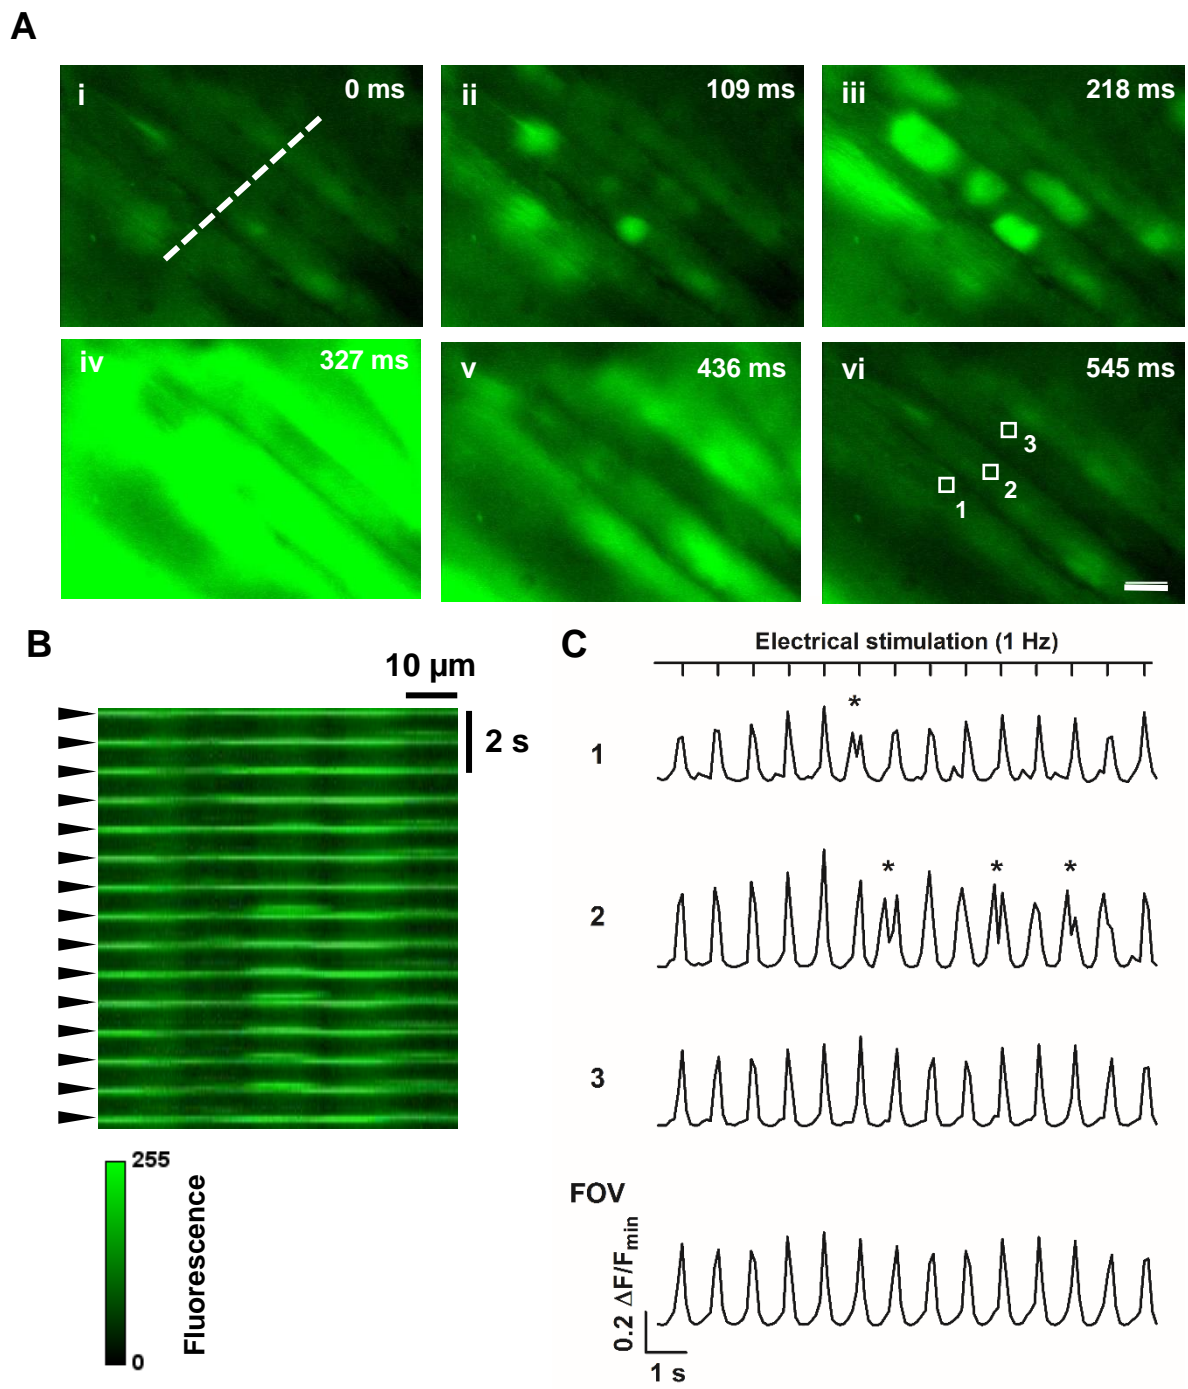 A
i 0 ms
ii 109 ms
iii 218 ms
iv 327 ms
v 436 ms
vi 545 ms
3
2
1
B
10 μm
2 s
255
Fluorescence
0
C
Electrical stimulation (1 Hz)
*
1
* * *
2
3
FOV
0.2 ΔF/Fmin
1 s